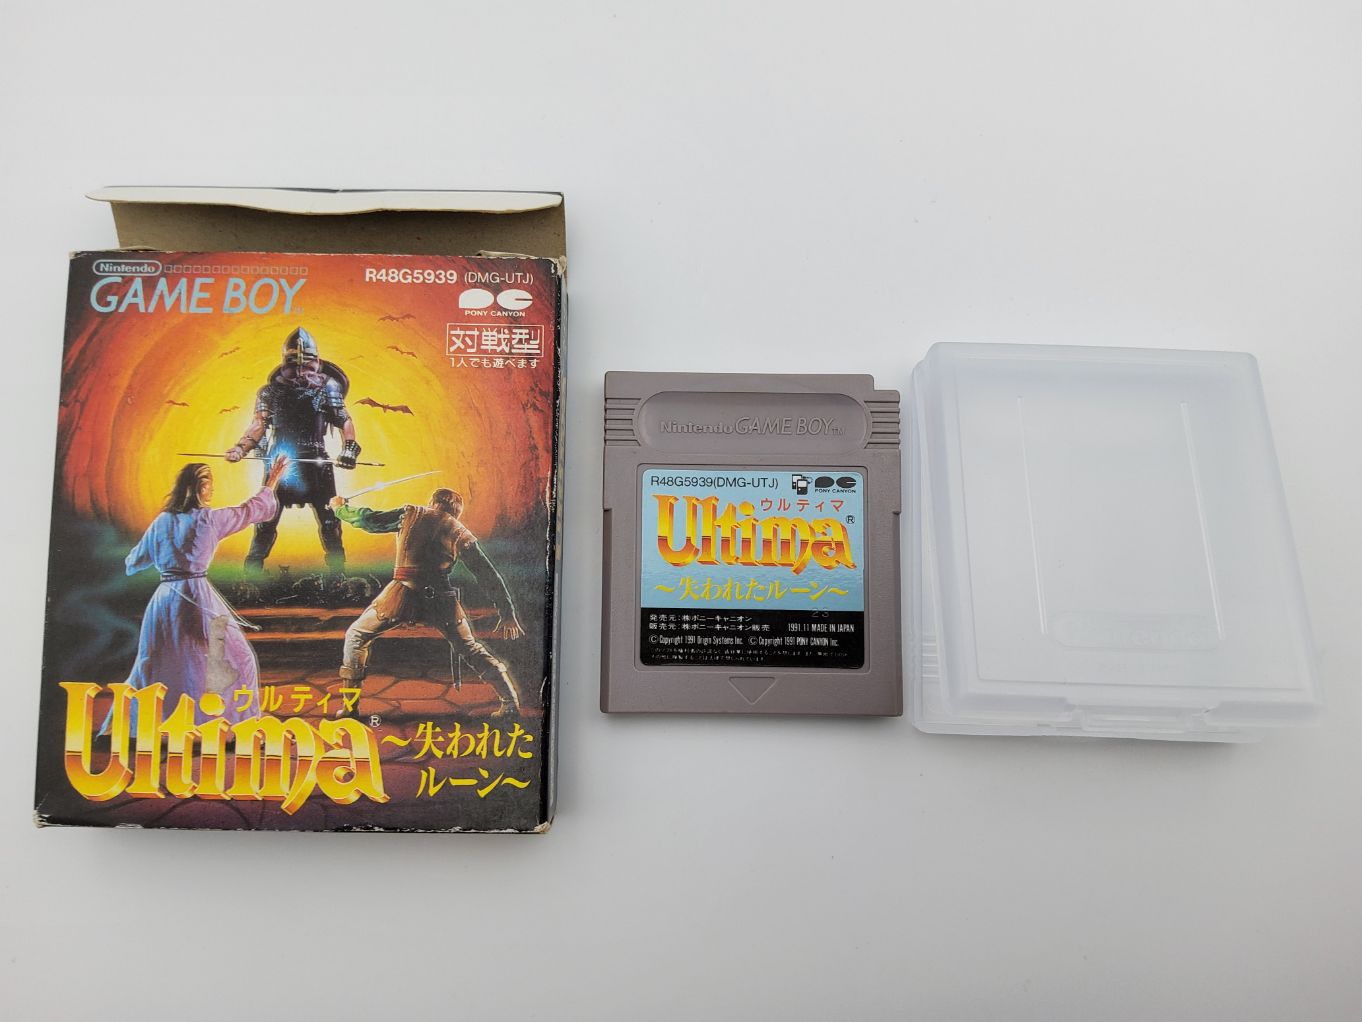 Nintendo
GAME BOY TM
R48G5939 (DMG-UTJ)
PONY CANYON
対戦型
1人でも遊べます
ウルティマ
Ultima®
～失われた
ルーン～
Nintendo GAME BOY TM
R48G5939(DMG-UTJ)
PONY CANYON
ウルティマ
Ultima®
～失われたルーン～
23
発売元:㈱ポニーキャニオン
販売元:㈱ポニーキャニオン販売 1991.11 MADE IN JAPAN
© Copyright 1991 Origin Systems Inc. © Copyright 1991 PONY CANYON Inc.